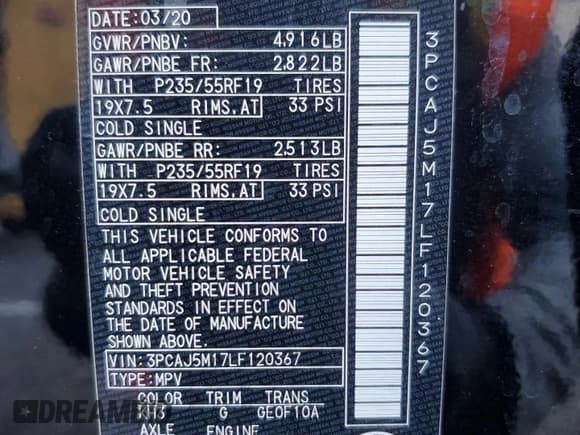 DATE: 03/20
GVWR/PNBV: 4,916LB
GAWR/PNBE FR: 2,822LB
WITH P235/55RF19 TIRES
19X7.5 RIMS,AT 33 PSI
COLD SINGLE
GAWR/PNBE RR: 2,513LB
WITH P235/55RF19 TIRES
19X7.5 RIMS,AT 33 PSI
COLD SINGLE
THIS VEHICLE CONFORMS TO
ALL APPLICABLE FEDERAL
MOTOR VEHICLE SAFETY
AND THEFT PREVENTION
STANDARDS IN EFFECT ON
THE DATE OF MANUFACTURE
SHOWN ABOVE.
VIN: 3PCAJ5M17LF120367
TYPE: MPV
COLOR TRIM TRANS
KH3 G GE0F10A
AXLE ENGINE
3PCAJ5M17LF120367